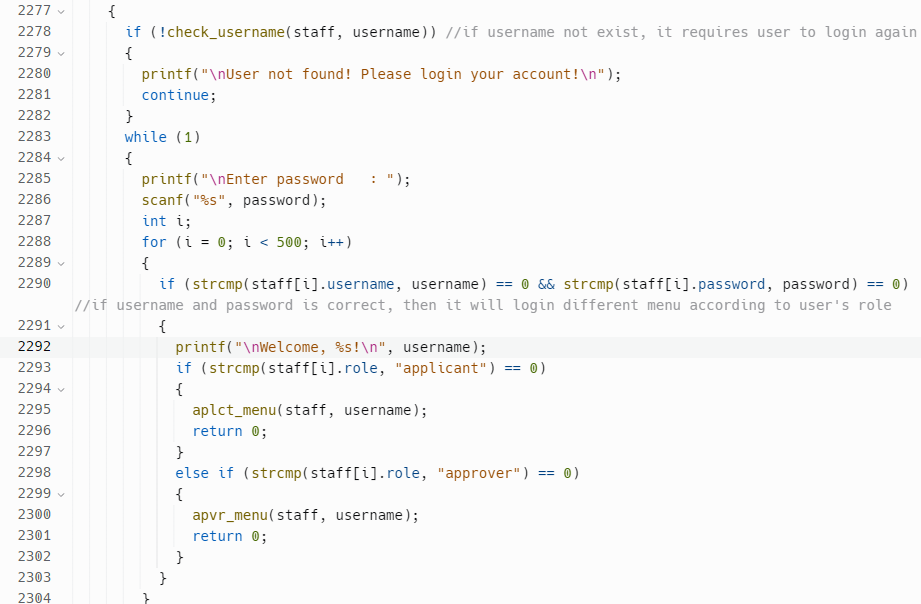 2277 {
2278 if (!check_username(staff, username)) //if username not exist, it requires user to login again
2279 {
2280 printf("\nUser not found! Please login your account!\n");
2281 continue;
2282 }
2283 while (1)
2284 {
2285 printf("\nEnter password   : ");
2286 scanf("%s", password);
2287 int i;
2288 for (i = 0; i < 500; i++)
2289 {
2290 if (strcmp(staff[i].username, username) == 0 && strcmp(staff[i].password, password) == 0)
//if username and password is correct, then it will login different menu according to user's role
2291 {
2292 printf("\nWelcome, %s!\n", username);
2293 if (strcmp(staff[i].role, "applicant") == 0)
2294 {
2295 aplct_menu(staff, username);
2296 return 0;
2297 }
2298 else if (strcmp(staff[i].role, "approver") == 0)
2299 {
2300 apvr_menu(staff, username);
2301 return 0;
2302 }
2303 }
2304 }